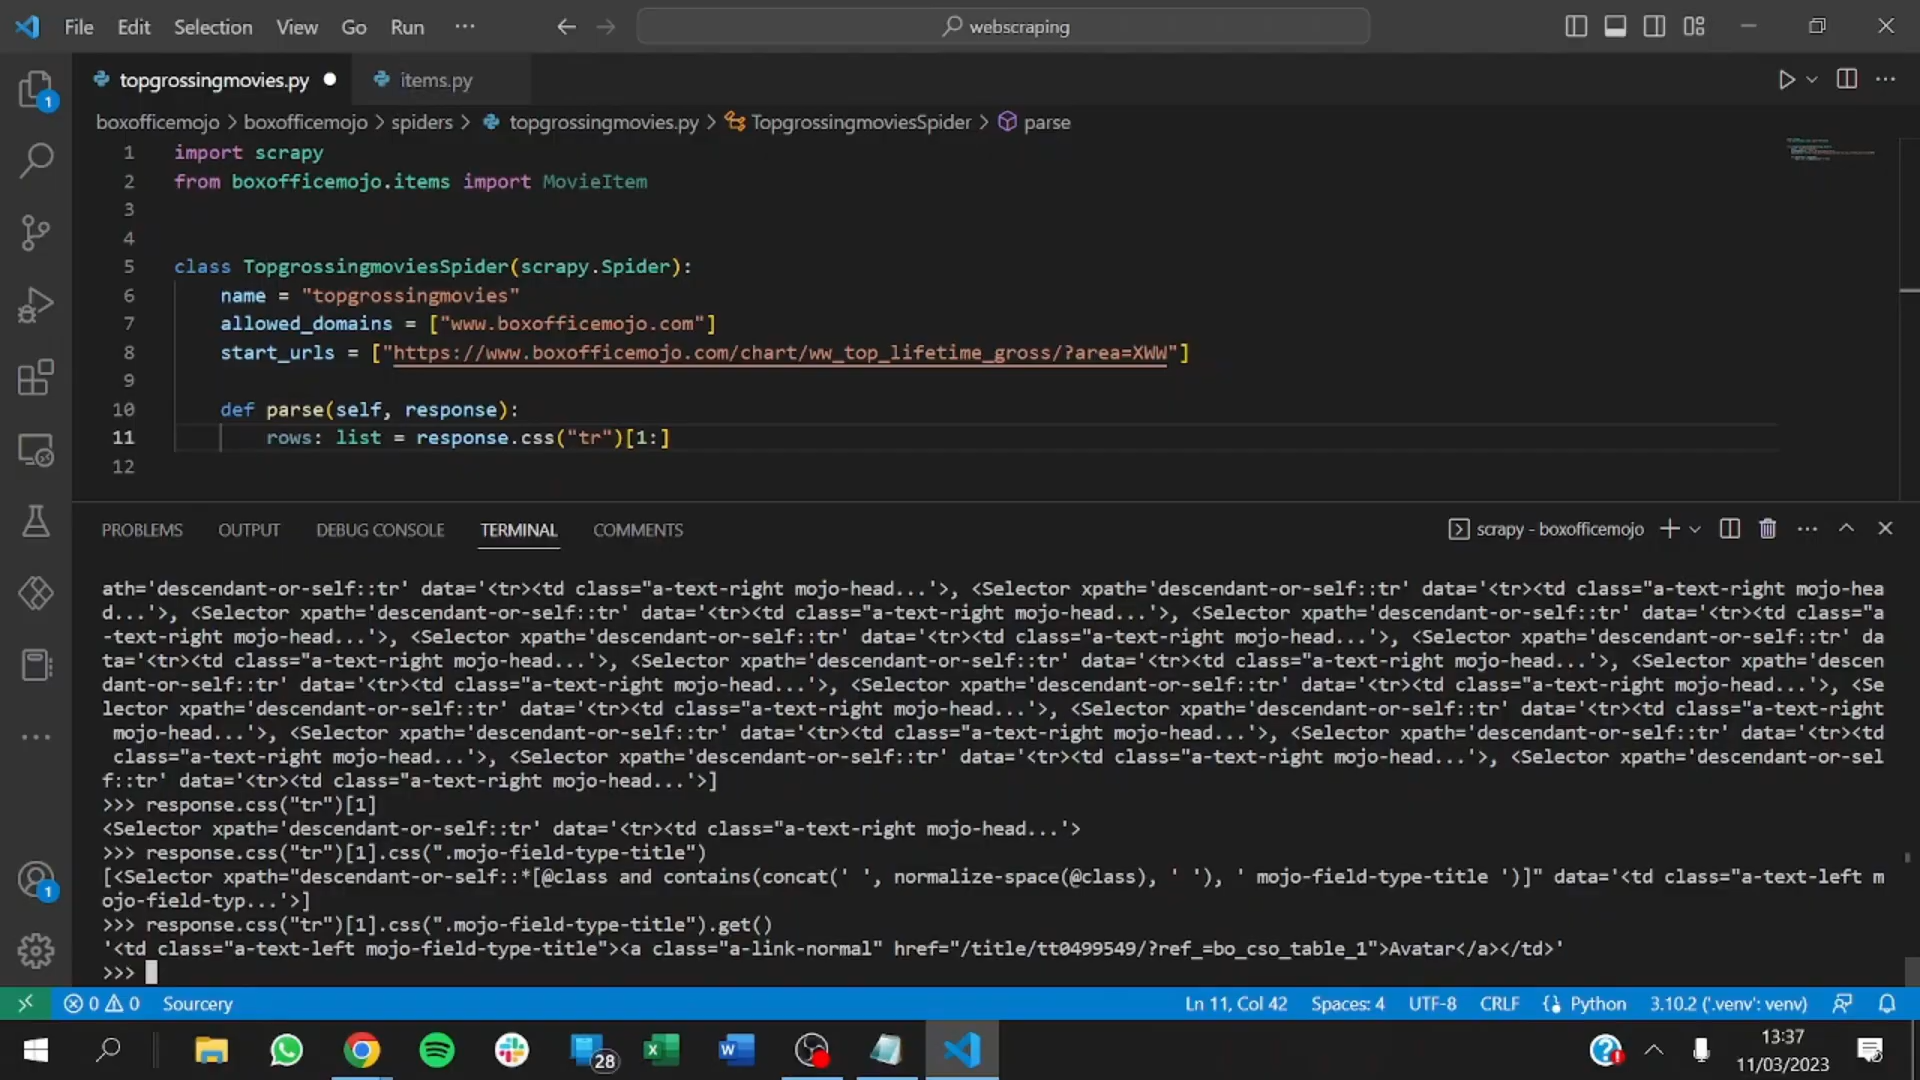 File Edit Selection View Go Run ··· webscraping
1
topgrossingmovies.py items.py
boxofficemojo > boxofficemojo > spiders > topgrossingmovies.py > TopgrossingmoviesSpider > parse
1 import scrapy
2 from boxofficemojo.items import MovieItem
3
4
5 class TopgrossingmoviesSpider(scrapy.Spider):
6 name = "topgrossingmovies"
7 allowed_domains = ["www.boxofficemojo.com"]
8 start_urls = ["https://www.boxofficemojo.com/chart/ww_top_lifetime_gross/?area=XWW"]
9
10 def parse(self, response):
11 rows: list = response.css("tr")[1:]
12
PROBLEMS OUTPUT DEBUG CONSOLE TERMINAL COMMENTS scrapy - boxofficemojo
ath='descendant-or-self::tr' data='<tr><td class="a-text-right mojo-head...'>, <Selector xpath='descendant-or-self::tr' data='<tr><td class="a-text-right mojo-hea
d...'>, <Selector xpath='descendant-or-self::tr' data='<tr><td class="a-text-right mojo-head...'>, <Selector xpath='descendant-or-self::tr' data='<tr><td class="a
-text-right mojo-head...'>, <Selector xpath='descendant-or-self::tr' data='<tr><td class="a-text-right mojo-head...'>, <Selector xpath='descendant-or-self::tr' da
ta='<tr><td class="a-text-right mojo-head...'>, <Selector xpath='descendant-or-self::tr' data='<tr><td class="a-text-right mojo-head...'>, <Selector xpath='descen
dant-or-self::tr' data='<tr><td class="a-text-right mojo-head...'>, <Selector xpath='descendant-or-self::tr' data='<tr><td class="a-text-right mojo-head...'>, <Se
lector xpath='descendant-or-self::tr' data='<tr><td class="a-text-right mojo-head...'>, <Selector xpath='descendant-or-self::tr' data='<tr><td class="a-text-right
mojo-head...'>, <Selector xpath='descendant-or-self::tr' data='<tr><td class="a-text-right mojo-head...'>, <Selector xpath='descendant-or-self::tr' data='<tr><td
class="a-text-right mojo-head...'>, <Selector xpath='descendant-or-self::tr' data='<tr><td class="a-text-right mojo-head...'>, <Selector xpath='descendant-or-sel
f::tr' data='<tr><td class="a-text-right mojo-head...'>]
>>> response.css("tr")[1]
<Selector xpath='descendant-or-self::tr' data='<tr><td class="a-text-right mojo-head...'>
>>> response.css("tr")[1].css(".mojo-field-type-title")
[<Selector xpath="descendant-or-self::*[@class and contains(concat(' ', normalize-space(@class), ' '), ' mojo-field-type-title ')]" data='<td class="a-text-left m
ojo-field-typ...'>]
>>> response.css("tr")[1].css(".mojo-field-type-title").get()
'<td class="a-text-left mojo-field-type-title"><a class="a-link-normal" href="/title/tt0499549/?ref_=bo_cso_table_1">Avatar</a></td>'
>>>
1
0 0 Sourcery Ln 11, Col 42 Spaces: 4 UTF-8 CRLF Python 3.10.2 ('.venv': venv)
28
13:37
11/03/2023